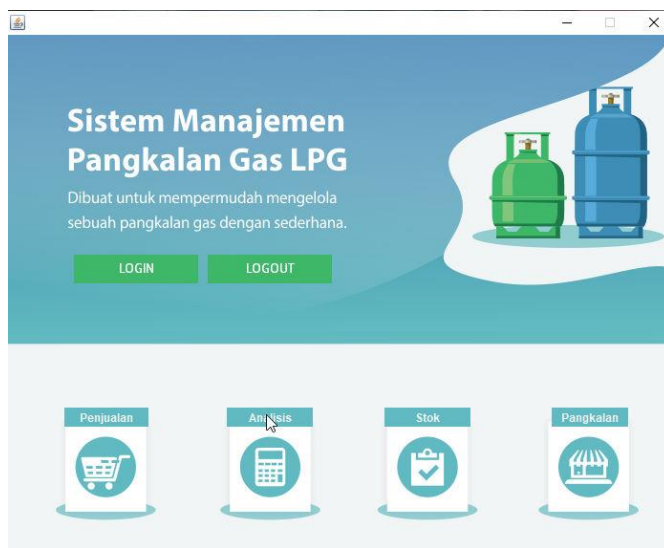 Sistem Manajemen
Pangkalan Gas LPG
Dibuat untuk mempermudah mengelola
sebuah pangkalan gas dengan sederhana.
LOGIN LOGOUT
Penjualan Analisis Stok Pangkalan